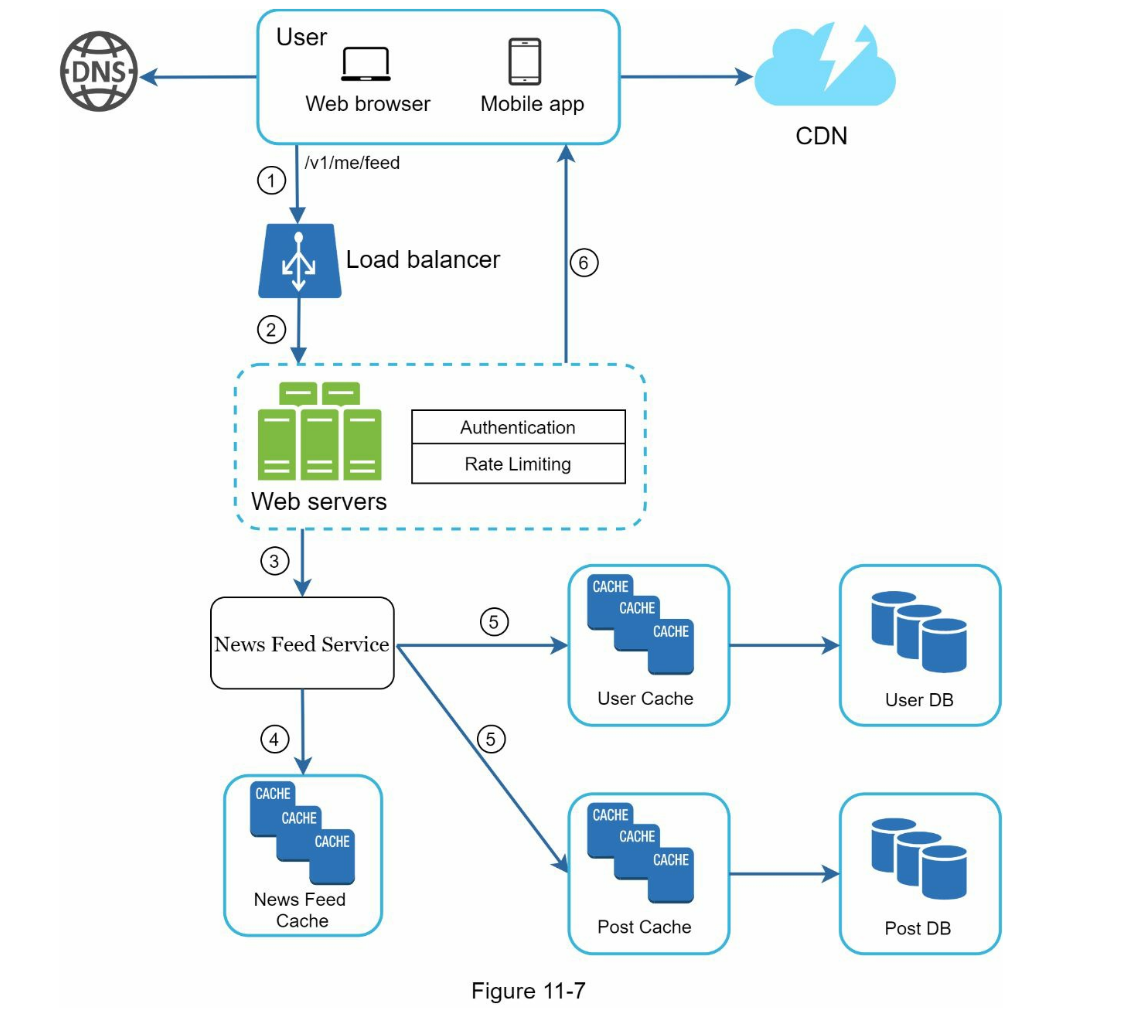 User
DNS
Web browser
Mobile app
CDN
/v1/me/feed
1
Load balancer
6
2
Authentication
Rate Limiting
Web servers
3
News Feed Service
5
CACHE
CACHE
CACHE
User Cache
User DB
4
5
CACHE
CACHE
CACHE
News Feed
Cache
CACHE
CACHE
CACHE
Post Cache
Post DB
Figure 11-7